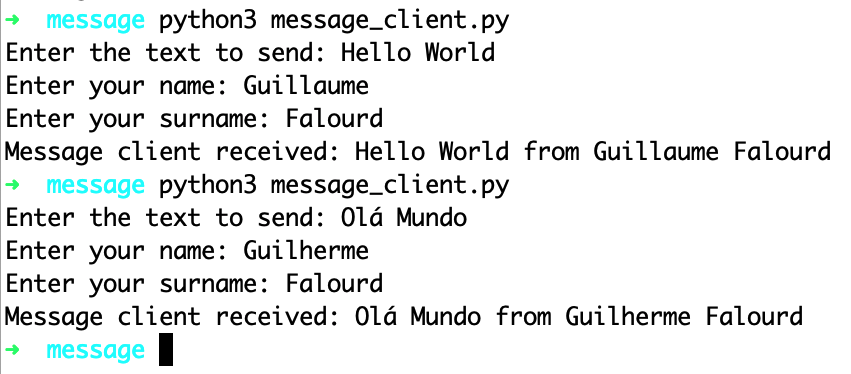 ➜  message python3 message_client.py
Enter the text to send: Hello World
Enter your name: Guillaume
Enter your surname: Falourd
Message client received: Hello World from Guillaume Falourd
➜  message python3 message_client.py
Enter the text to send: Olá Mundo
Enter your name: Guilherme
Enter your surname: Falourd
Message client received: Olá Mundo from Guilherme Falourd
➜  message